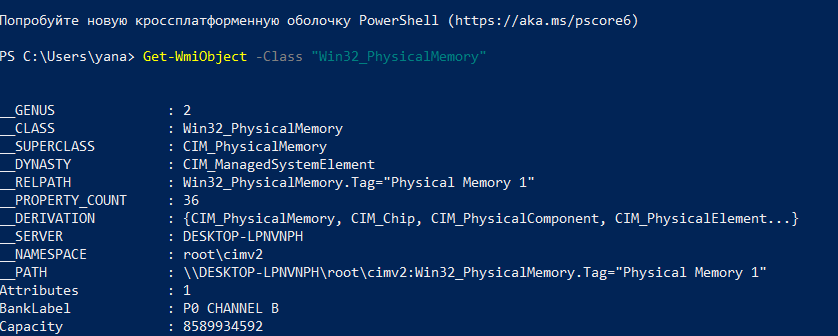 Попробуйте новую кроссплатформенную оболочку PowerShell (https://aka.ms/pscore6)
PS C:\Users\yana> Get-WmiObject -Class "Win32_PhysicalMemory"
__GENUS : 2
__CLASS : Win32_PhysicalMemory
__SUPERCLASS : CIM_PhysicalMemory
__DYNASTY : CIM_ManagedSystemElement
__RELPATH : Win32_PhysicalMemory.Tag="Physical Memory 1"
__PROPERTY_COUNT : 36
__DERIVATION : {CIM_PhysicalMemory, CIM_Chip, CIM_PhysicalComponent, CIM_PhysicalElement...}
__SERVER : DESKTOP-LPNVNPH
__NAMESPACE : root\cimv2
__PATH : \\DESKTOP-LPNVNPH\root\cimv2:Win32_PhysicalMemory.Tag="Physical Memory 1"
Attributes : 1
BankLabel : P0 CHANNEL B
Capacity : 8589934592